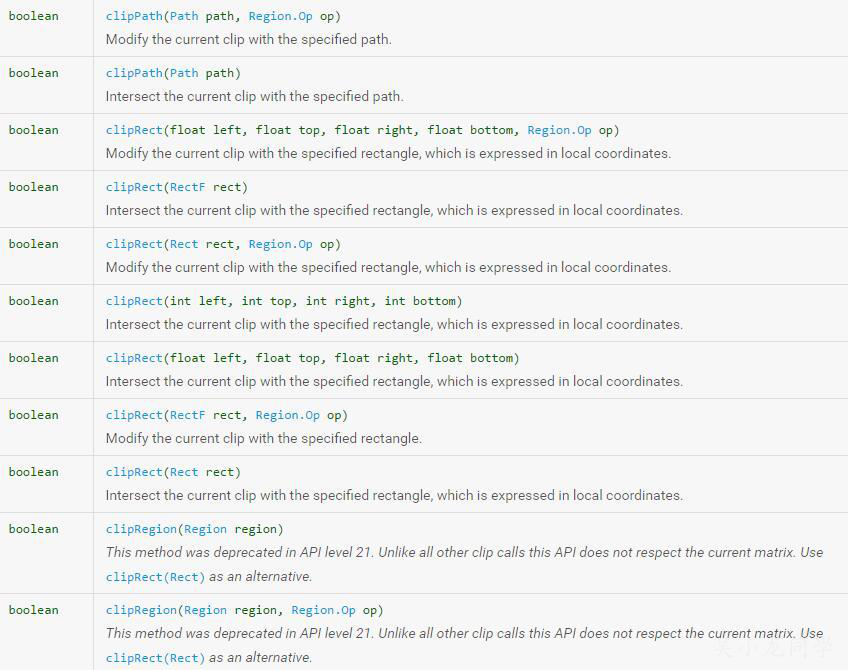 boolean clipPath(Path path, Region.Op op)
Modify the current clip with the specified path.
boolean clipPath(Path path)
Intersect the current clip with the specified path.
boolean clipRect(float left, float top, float right, float bottom, Region.Op op)
Modify the current clip with the specified rectangle, which is expressed in local coordinates.
boolean clipRect(RectF rect)
Intersect the current clip with the specified rectangle, which is expressed in local coordinates.
boolean clipRect(Rect rect, Region.Op op)
Modify the current clip with the specified rectangle, which is expressed in local coordinates.
boolean clipRect(int left, int top, int right, int bottom)
Intersect the current clip with the specified rectangle, which is expressed in local coordinates.
boolean clipRect(float left, float top, float right, float bottom)
Intersect the current clip with the specified rectangle, which is expressed in local coordinates.
boolean clipRect(RectF rect, Region.Op op)
Modify the current clip with the specified rectangle.
boolean clipRect(Rect rect)
Intersect the current clip with the specified rectangle, which is expressed in local coordinates.
boolean clipRegion(Region region)
This method was deprecated in API level 21. Unlike all other clip calls this API does not respect the current matrix. Use
clipRect(Rect) as an alternative.
boolean clipRegion(Region region, Region.Op op)
This method was deprecated in API level 21. Unlike all other clip calls this API does not respect the current matrix. Use
clipRect(Rect) as an alternative.